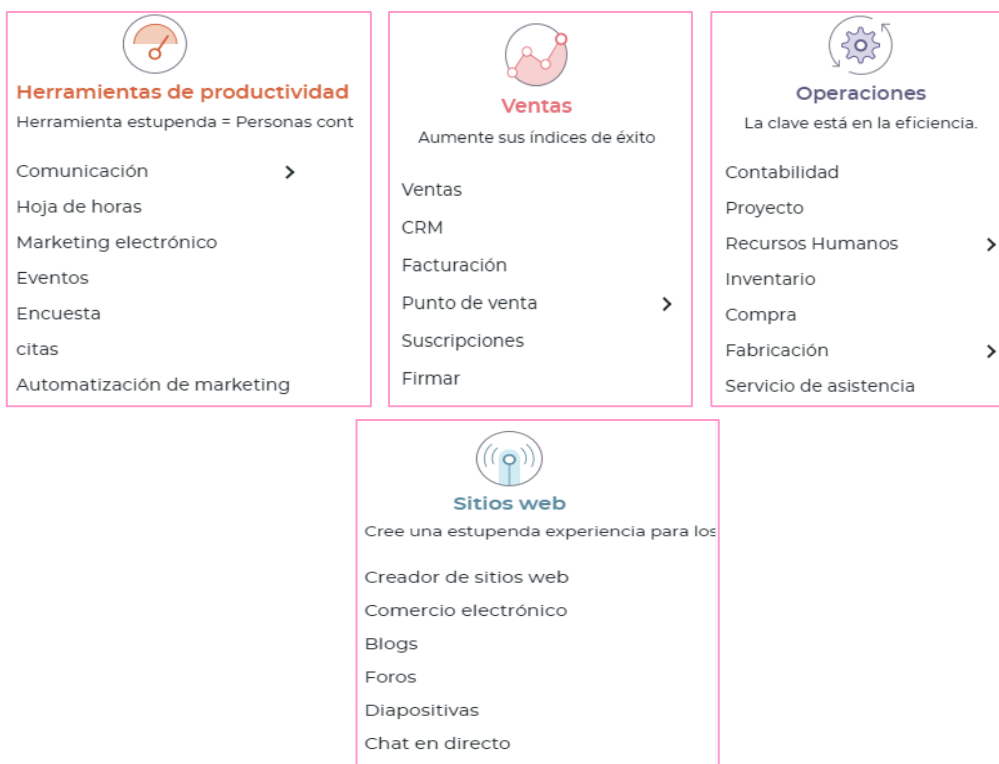 Herramientas de productividad
Herramienta estupenda = Personas cont
Comunicación
Hoja de horas
Marketing electrónico
Eventos
Encuesta
citas
Automatización de marketing
Ventas
Aumente sus índices de éxito
Ventas
CRM
Facturación
Punto de venta
Suscripciones
Firmar
Operaciones
La clave está en la eficiencia.
Contabilidad
Proyecto
Recursos Humanos
Inventario
Compra
Fabricación
Servicio de asistencia
Sitios web
Cree una estupenda experiencia para los
Creador de sitios web
Comercio electrónico
Blogs
Foros
Diapositivas
Chat en directo